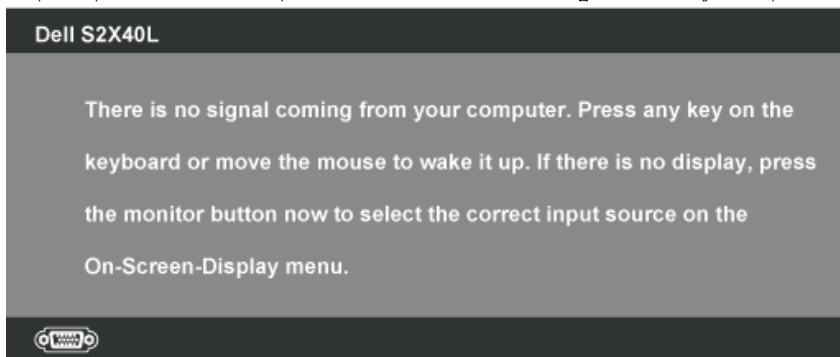 Dell S2X40L
There is no signal coming from your computer. Press any key on the
keyboard or move the mouse to wake it up. If there is no display, press
the monitor button now to select the correct input source on the
On-Screen-Display menu.